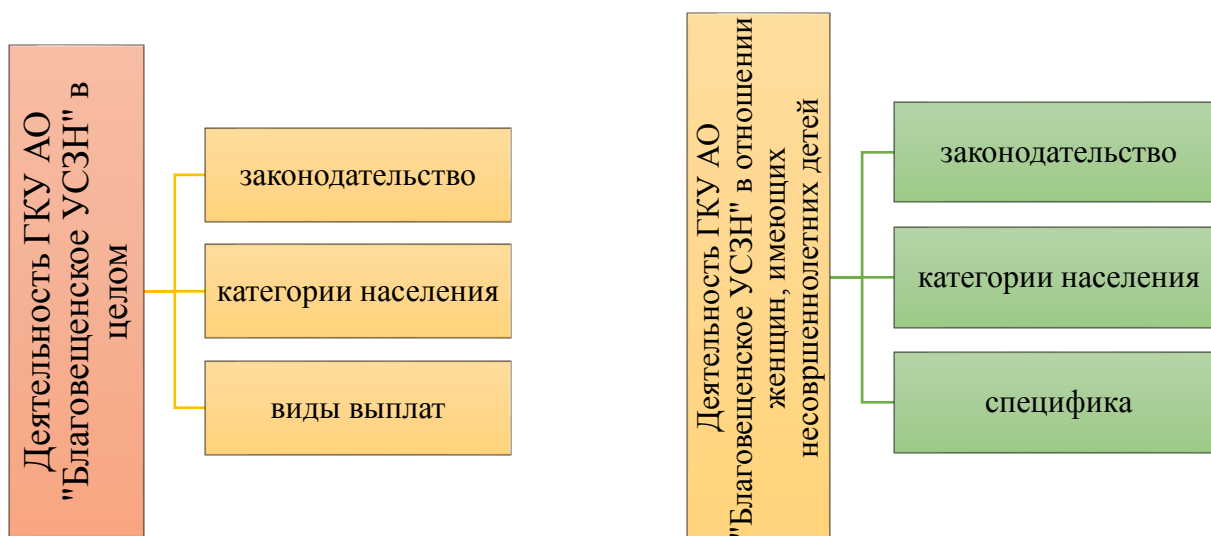 Деятельность ГКУ АО
"Благовещенское УСЗН" в
целом
законодательство
категории населения
виды выплат
Деятельность ГКУ АО
"Благовещенское УСЗН" в отношении
женщин, имеющих
несовршеннолетних детей
законодательство
категории населения
специфика